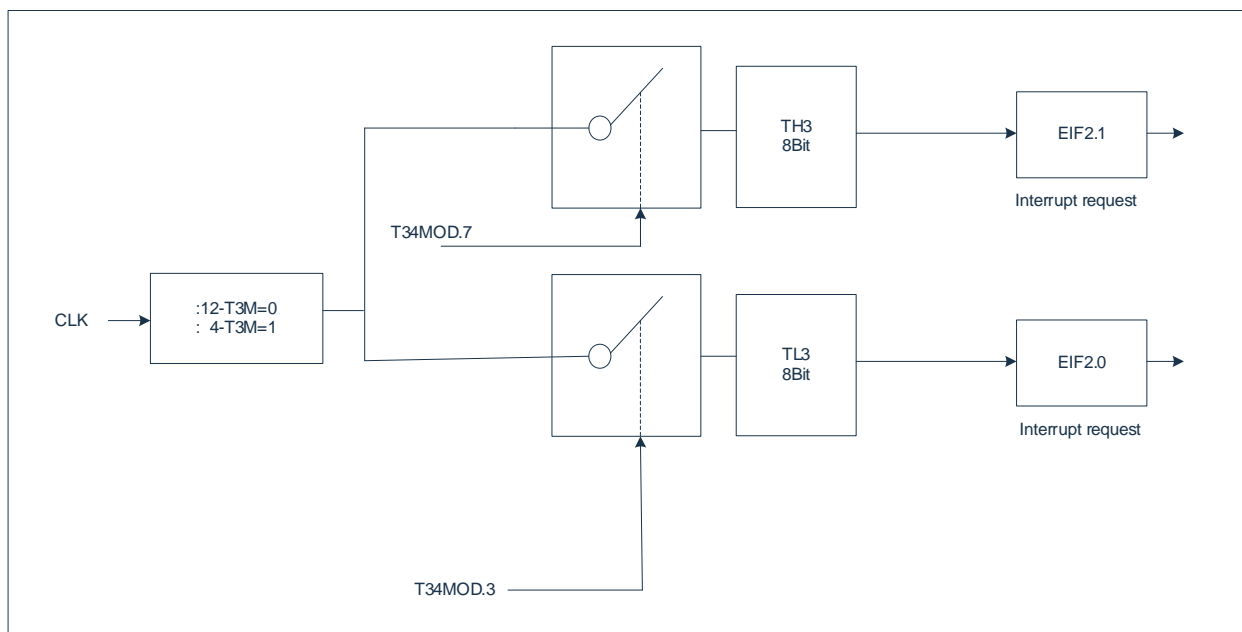 TH3
8Bit
EIF2.1
Interrupt request
T34MOD.7
CLK
:12-T3M=0
: 4-T3M=1
TL3
8Bit
EIF2.0
Interrupt request
T34MOD.3